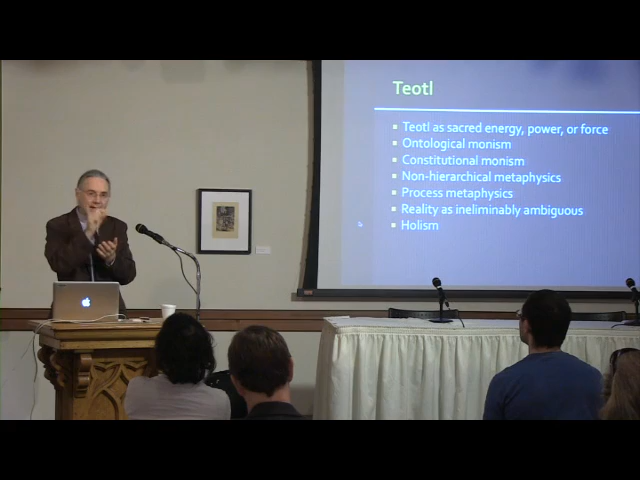 Teotl
Teotl as sacred energy, power, or force
Ontological monism
Constitutional monism
Non-hierarchical metaphysics
Process metaphysics
Reality as ineliminably ambiguous
Holism